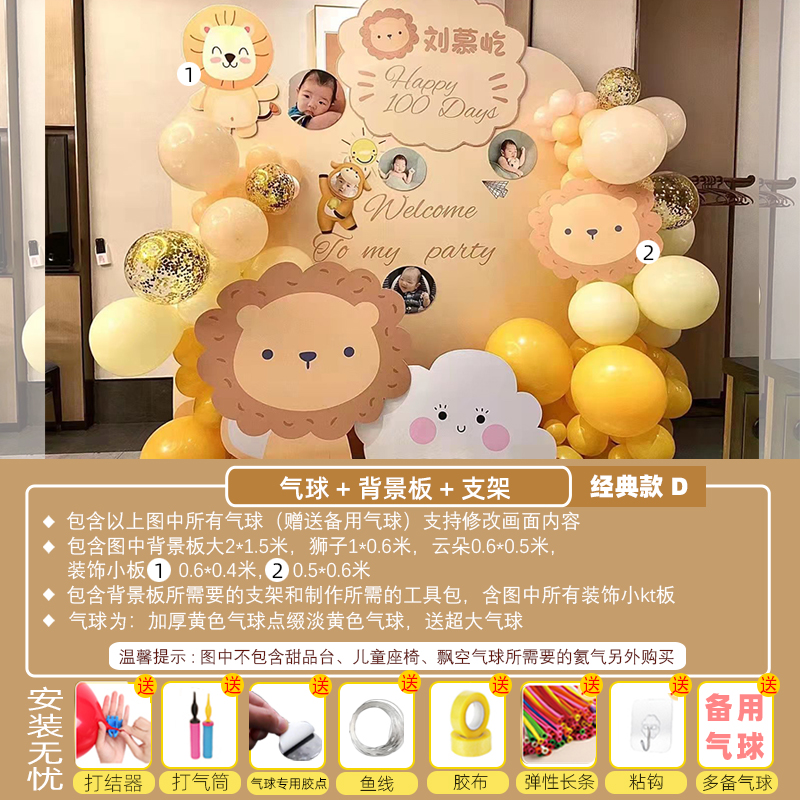 刘慕屹
Happy
100 Days
1
Welcome
To my party
2
气球 + 背景板 + 支架
经典款 D
包含以上图中所有气球（赠送备用气球）支持修改画面内容
包含图中背景板大2*1.5米，狮子1*0.6米，云朵0.6*0.5米，
装饰小板1 0.6*0.4米,2 0.5*0.6米
包含背景板所需要的支架和制作所需的工具包，含图中所有装饰小kt板
气球为：加厚黄色气球点缀淡黄色气球，送超大气球
温馨提示 : 图中不包含甜品台、儿童座椅、飘空气球所需要的氦气另外购买
安装无忧
送
送
送
送
送
送
送
送
备用
气球
打结器
打气筒
气球专用胶点
鱼线
胶布
弹性长条
粘钩
多备气球